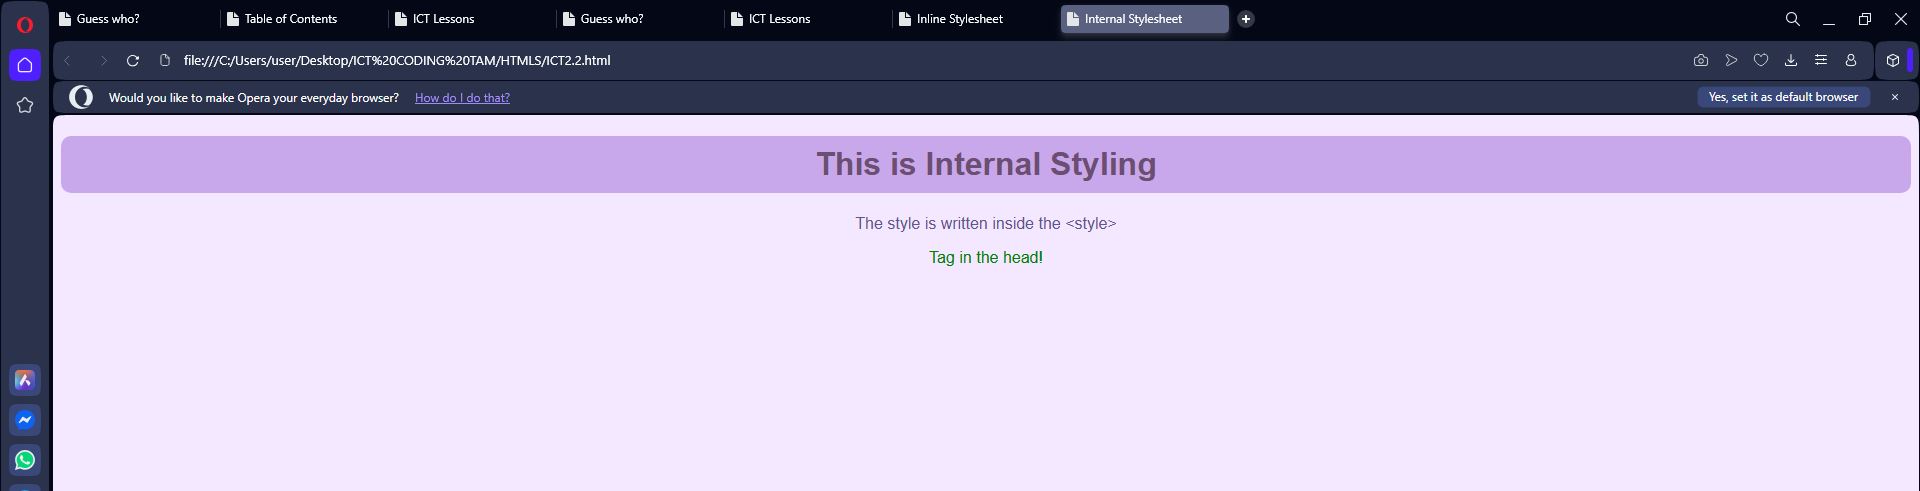 Guess who?
Table of Contents
ICT Lessons
Guess who?
ICT Lessons
Inline Stylesheet
Internal Stylesheet
file:///C:/Users/user/Desktop/ICT%20CODING%20TAM/HTMLS/ICT2.2.html
Would you like to make Opera your everyday browser? How do I do that?
Yes, set it as default browser
This is Internal Styling
The style is written inside the <style>
Tag in the head!